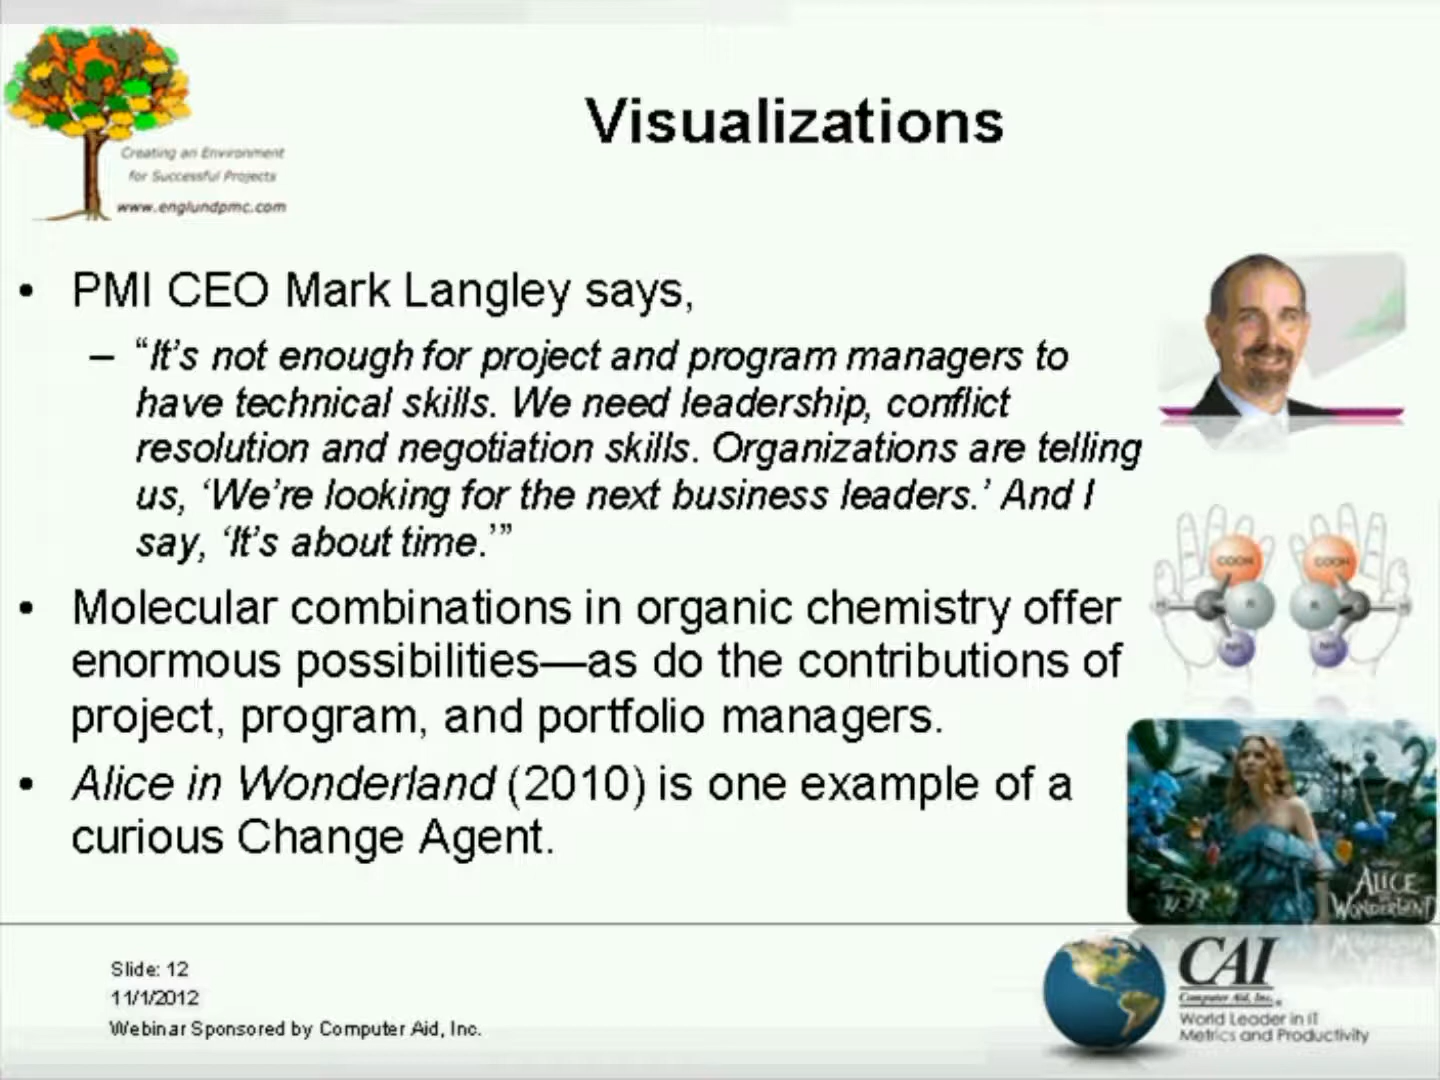 Visualizations
Creating an Environment
for Successful Projects
www.englundpmc.com
• PMI CEO Mark Langley says,
– “It’s not enough for project and program managers to
have technical skills. We need leadership, conflict
resolution and negotiation skills. Organizations are telling
us, ‘We’re looking for the next business leaders.’ And I
say, ‘It’s about time.’”
• Molecular combinations in organic chemistry offer
enormous possibilities—as do the contributions of
project, program, and portfolio managers.
• Alice in Wonderland (2010) is one example of a
curious Change Agent.
COOH COOH
H R R H
ALICE
WONDERLAND
Slide: 12
11/1/2012
Webinar Sponsored by Computer Aid, Inc.
CAI
Computer Aid, Inc.
World Leader in IT
Metrics and Productivity